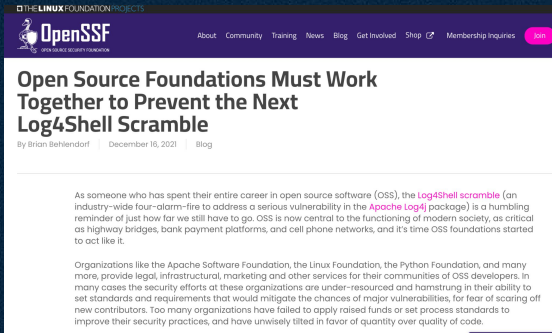 THE LINUX FOUNDATION PROJECTS
OpenSSF
OPEN SOURCE SECURITY FOUNDATION
About Community Training News Blog Get Involved Shop Membership Inquiries Join
Open Source Foundations Must Work
Together to Prevent the Next
Log4Shell Scramble
By Brian Behlendorf | December 16, 2021 | Blog
As someone who has spent their entire career in open source software (OSS), the Log4Shell scramble (an
industry-wide four-alarm-fire to address a serious vulnerability in the Apache Log4j package) is a humbling
reminder of just how far we still have to go. OSS is now central to the functioning of modern society, as critical
as highway bridges, bank payment platforms, and cell phone networks, and it's time OSS foundations started
to act like it.
Organizations like the Apache Software Foundation, the Linux Foundation, the Python Foundation, and many
more, provide legal, infrastructural, marketing and other services for their communities of OSS developers. In
many cases the security efforts at these organizations are under-resourced and hamstrung in their ability to
set standards and requirements that would mitigate the chances of major vulnerabilities, for fear of scaring off
new contributors. Too many organizations have failed to apply raised funds or set process standards to
improve their security practices, and have unwisely tilted in favor of quantity over quality of code.